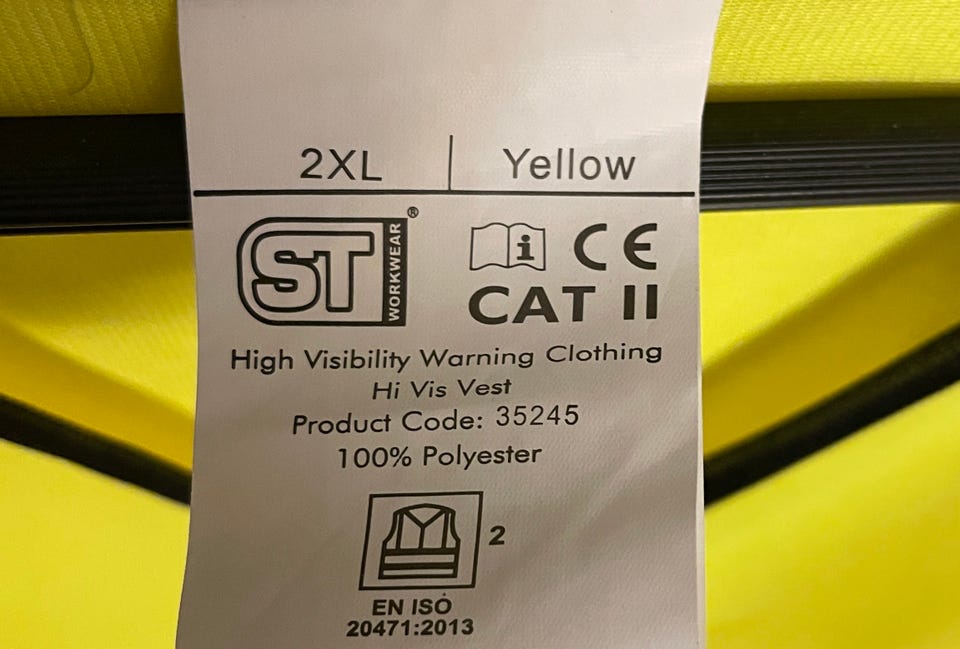 2XL Yellow
ST WORKWEAR ®
i CE
CAT II
High Visibility Warning Clothing
Hi Vis Vest
Product Code: 35245
100% Polyester
2
EN ISO
20471:2013